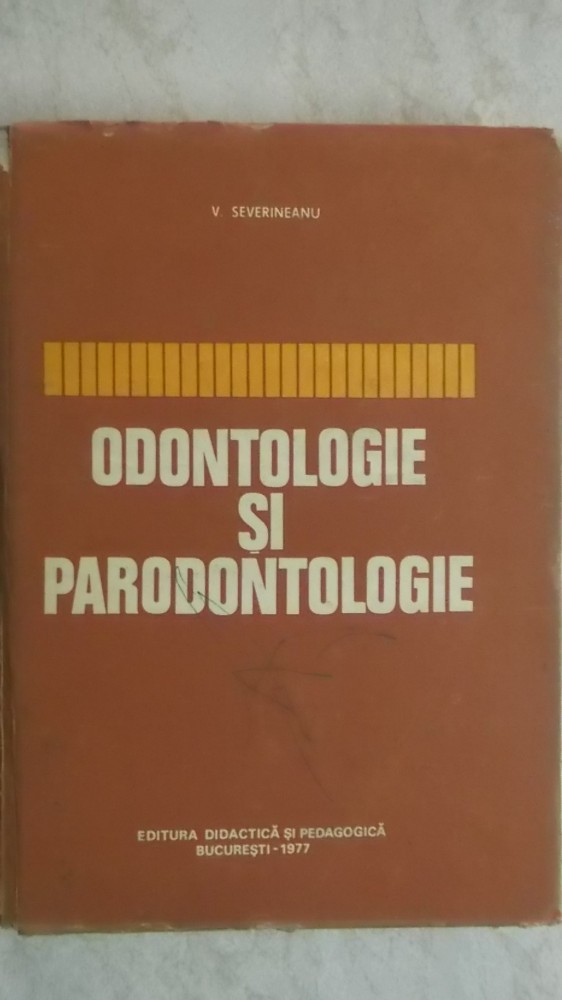 V. SEVERINEANU
ODONTOLOGIE
ȘI
PARODONTOLOGIE
EDITURA DIDACTICĂ ȘI PEDAGOGICĂ
BUCUREȘTI - 1977